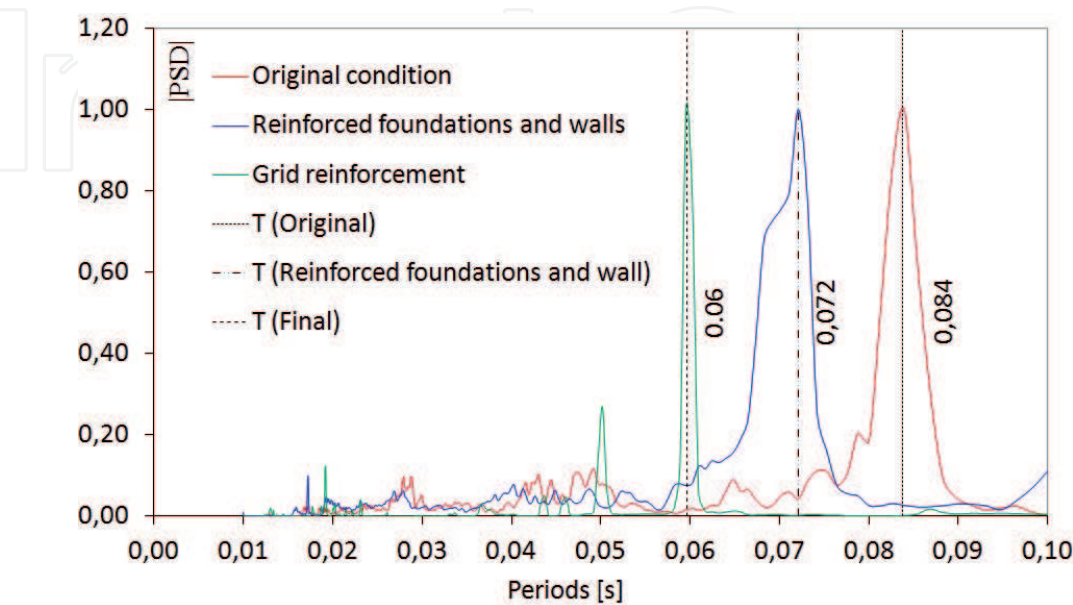 1,20
1,00
0,80
0,60
0,40
0,20
0,00
|PSD|
Original condition
Reinforced foundations and walls
Grid reinforcement
T (Original)
T (Reinforced foundations and wall)
T (Final)
0.06
0,072
0,084
0,00 0,01 0,02 0,03 0,04 0,05 0,06 0,07 0,08 0,09 0,10
Periods [s]